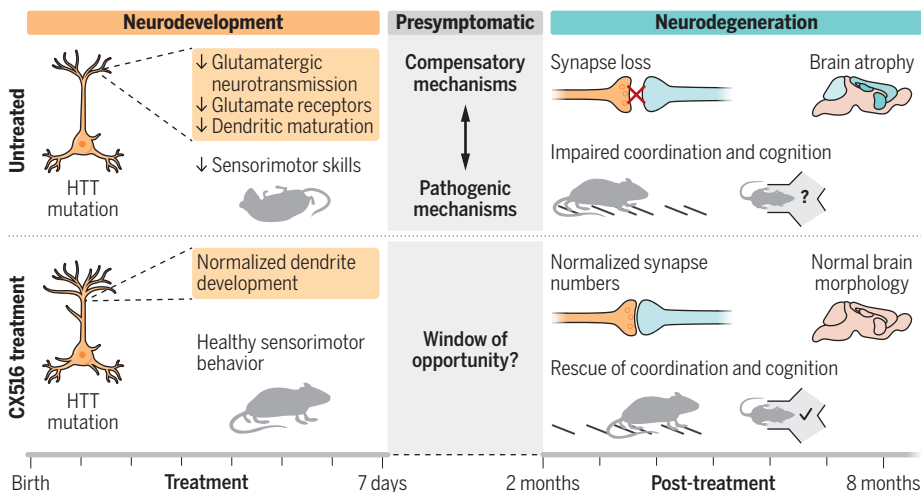 Neurodevelopment
Presymptomatic
Neurodegeneration
Untreated
HTT
mutation
↓ Glutamatergic
neurotransmission
↓ Glutamate receptors
↓ Dendritic maturation
↓ Sensorimotor skills
Compensatory
mechanisms
Pathogenic
mechanisms
Synapse loss
Brain atrophy
Impaired coordination and cognition
?
CX516 treatment
HTT
mutation
Normalized dendrite
development
Healthy sensorimotor
behavior
Window of
opportunity?
Normalized synapse
numbers
Normal brain
morphology
Rescue of coordination and cognition
✓
Birth
Treatment
7 days
2 months
Post-treatment
8 months